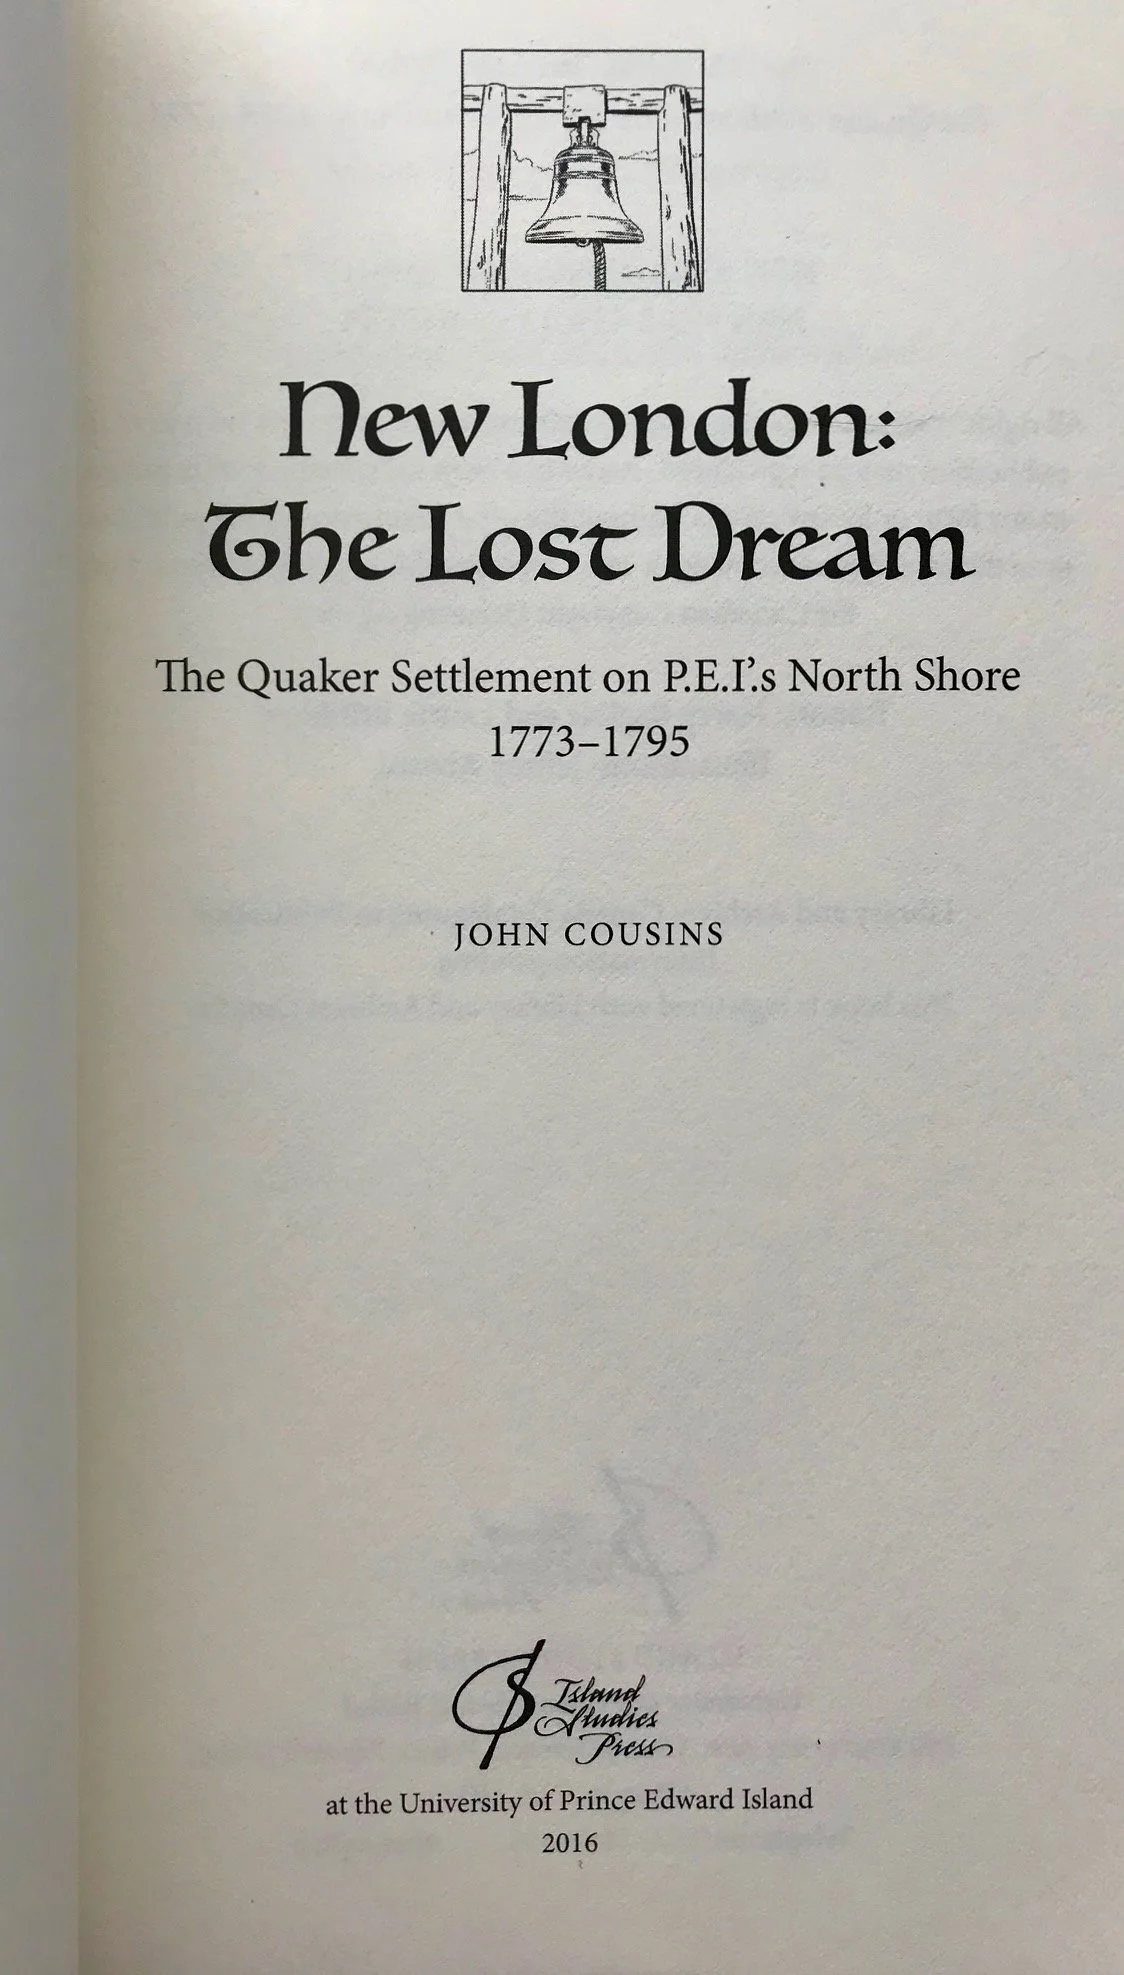 New London:
The Lost Dream
The Quaker Settlement on P.E.I.'s North Shore
1773–1795
JOHN COUSINS
Island
Studies
Press
at the University of Prince Edward Island
2016